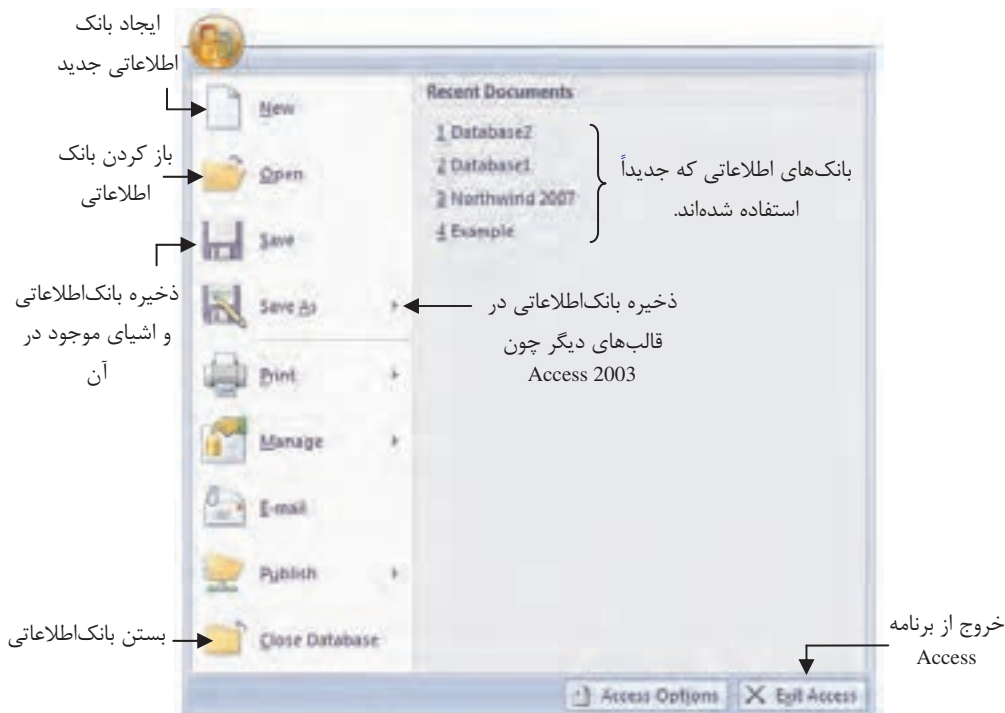 ایجاد بانک
اطلاعاتی جدید
باز کردن بانک
اطلاعاتی
ذخیره بانک‌اطلاعاتی
و اشیای موجود در
آن
بستن بانک‌اطلاعاتی
New
Open
Save
Save As
Print
Manage
E-mail
Publish
Close Database
Recent Documents
1 Database2
2 Database1
3 Northwind 2007
4 Example
بانک‌های اطلاعاتی که جدیداً
استفاده شده‌اند.
ذخیره بانک‌اطلاعاتی در
قالب‌های دیگر چون
Access 2003
خروج از برنامه
Access
Access Options
Exit Access